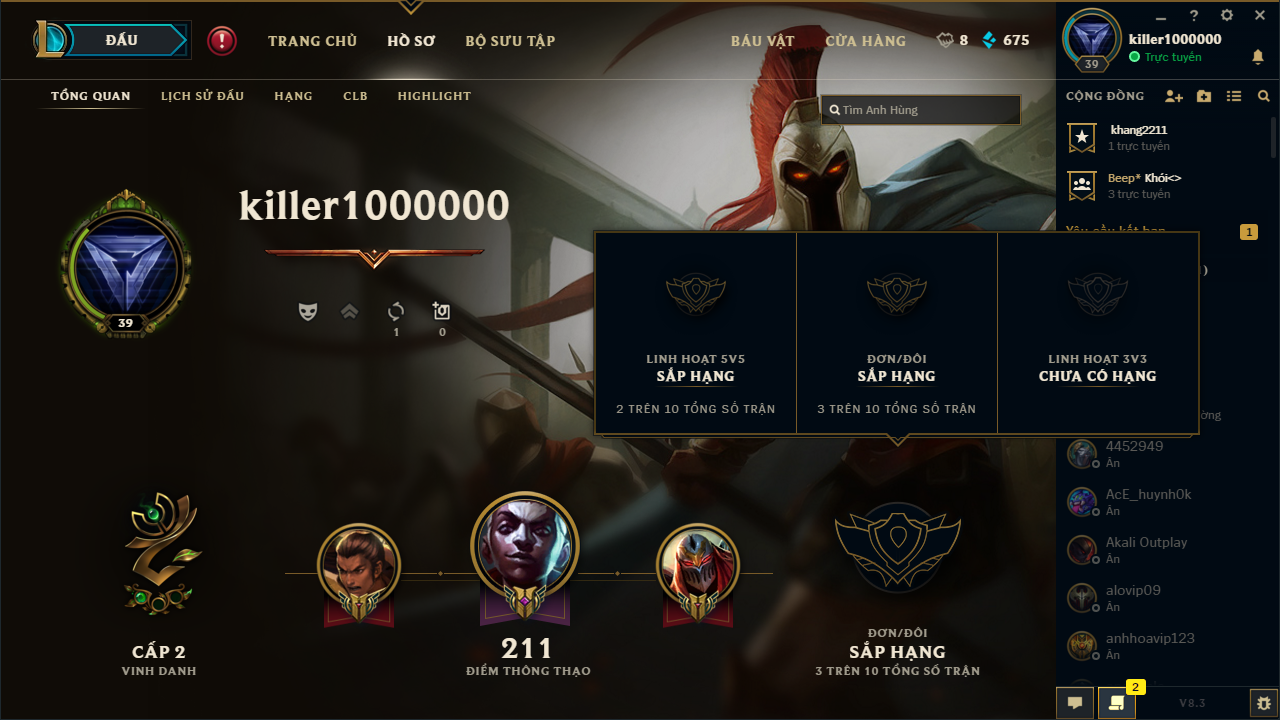 ĐẤU
TRANG CHỦ
HỒ SƠ
BỘ SƯU TẬP
BÁU VẬT
CỬA HÀNG
8
675
39
killer1000000
Trực tuyến
TỔNG QUAN
LỊCH SỬ ĐẤU
HẠNG
CLB
HIGHLIGHT
Tìm Anh Hùng
CỘNG ĐỒNG
khang2211
1 trực tuyến
Beep* Khói<>
3 trực tuyến
Yêu cầu kết bạn
1
killer1000000
39
1
0
LINH HOẠT 5V5
SẮP HẠNG
2 TRÊN 10 TỔNG SỐ TRẬN
ĐƠN/ĐÔI
SẮP HẠNG
3 TRÊN 10 TỔNG SỐ TRẬN
LINH HOẠT 3V3
CHƯA CÓ HẠNG
4452949
Ẩn
AcE_huynh0k
Ẩn
Akali Outplay
Ẩn
alovip09
Ẩn
anhhoavip123
Ẩn
CẤP 2
VINH DANH
211
ĐIỂM THÔNG THẠO
ĐƠN/ĐÔI
SẮP HẠNG
3 TRÊN 10 TỔNG SỐ TRẬN
2
V8.3